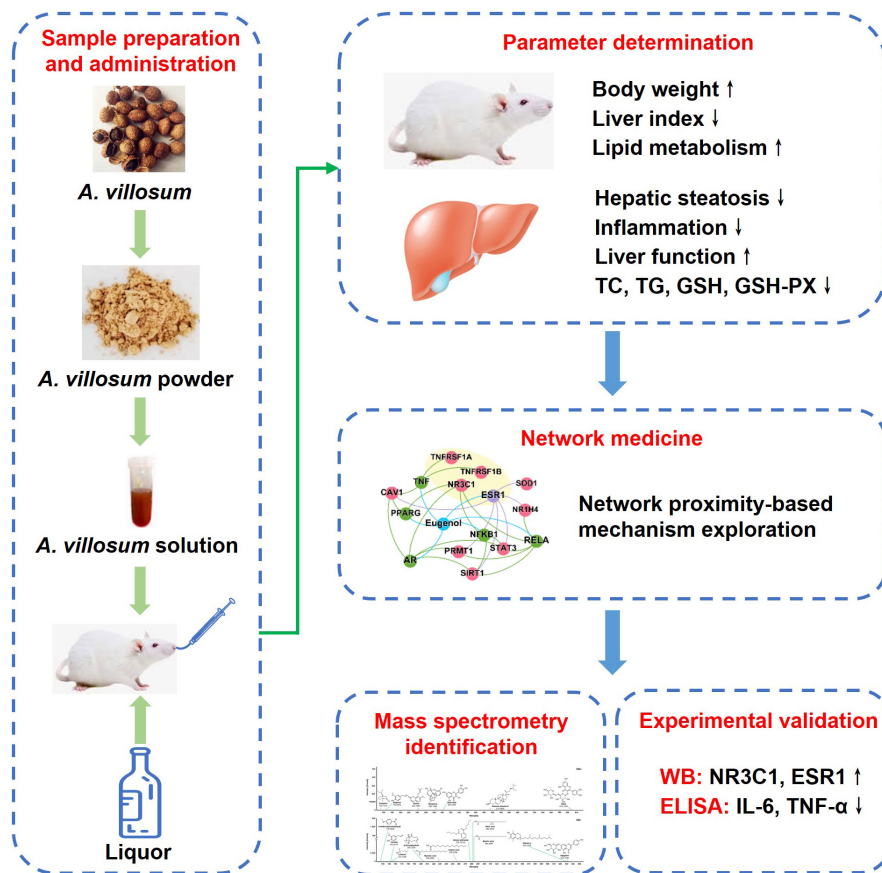 Sample preparation
and administration
A. villosum
A. villosum powder
A. villosum solution
Liquor
Parameter determination
Body weight ↑
Liver index ↓
Lipid metabolism ↑
Hepatic steatosis ↓
Inflammation ↓
Liver function ↑
TC, TG, GSH, GSH-PX ↓
Network medicine
TNFRSF1A
TNFRSF1B
TNF
NR3C1
SOD1
CAV1
ESR1
PPARG
NR1H4
Eugenol
NFKB1
RELA
PRMT1
STAT3
AR
SIRT1
Network proximity-based
mechanism exploration
Mass spectrometry
identification
Experimental validation
WB: NR3C1, ESR1 ↑
ELISA: IL-6, TNF-α ↓